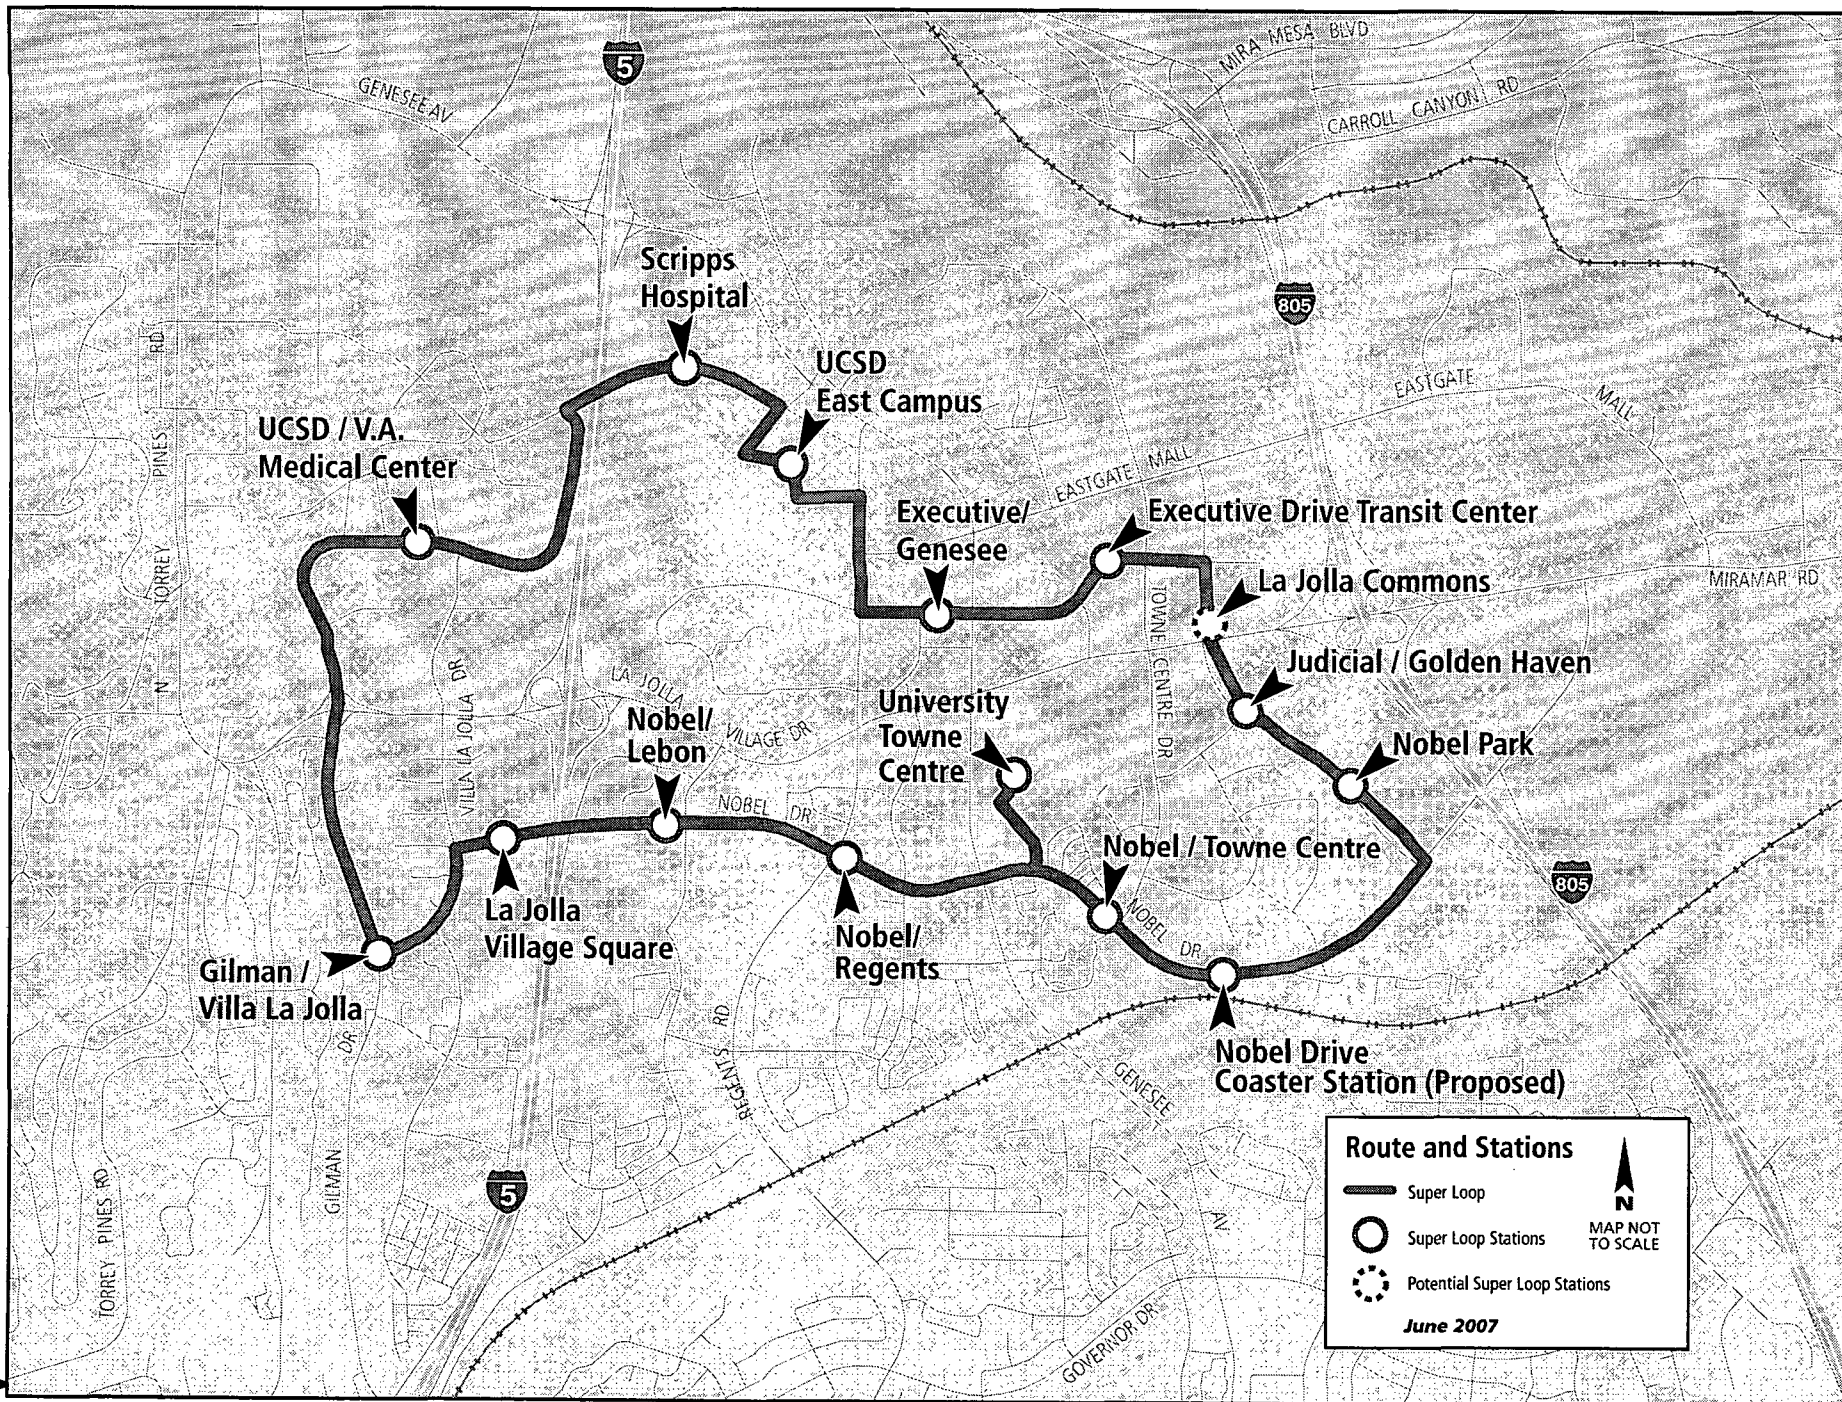 5
MIRA MESA BLVD
GENESEE AV
CARROLL CANYON RD
Scripps
Hospital
805
UCSD
East Campus
EASTGATE MALL
UCSD / V.A.
Medical Center
N TORREY PINES RD
EASTGATE MALL
Executive/
Genesee
Executive Drive Transit Center
La Jolla Commons
MIRAMAR RD
TOWNE CENTRE DR
Judicial / Golden Haven
LA JOLLA VILLAGE DR
VILLA LA JOLLA DR
Nobel/
Lebon
University
Towne
Centre
Nobel Park
NOBEL DR
Nobel / Towne Centre
805
NOBEL DR
La Jolla
Village Square
Nobel/
Regents
Gilman /
Villa La Jolla
REGENTS RD
Nobel Drive
Coaster Station (Proposed)
GENESEE AV
GILMAN DR
TORREY PINES RD
5
GOVERNOR DR
Route and Stations
Super Loop
N
MAP NOT
TO SCALE
Super Loop Stations
Potential Super Loop Stations
June 2007